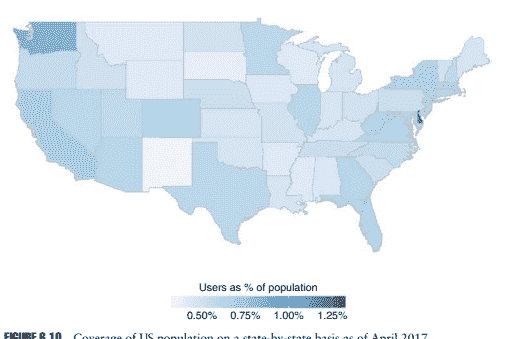 Users as % of population
0.50% 0.75% 1.00% 1.25%
FIGURE 6.10 Coverage of US population on a state-by-state basis as of April 2017